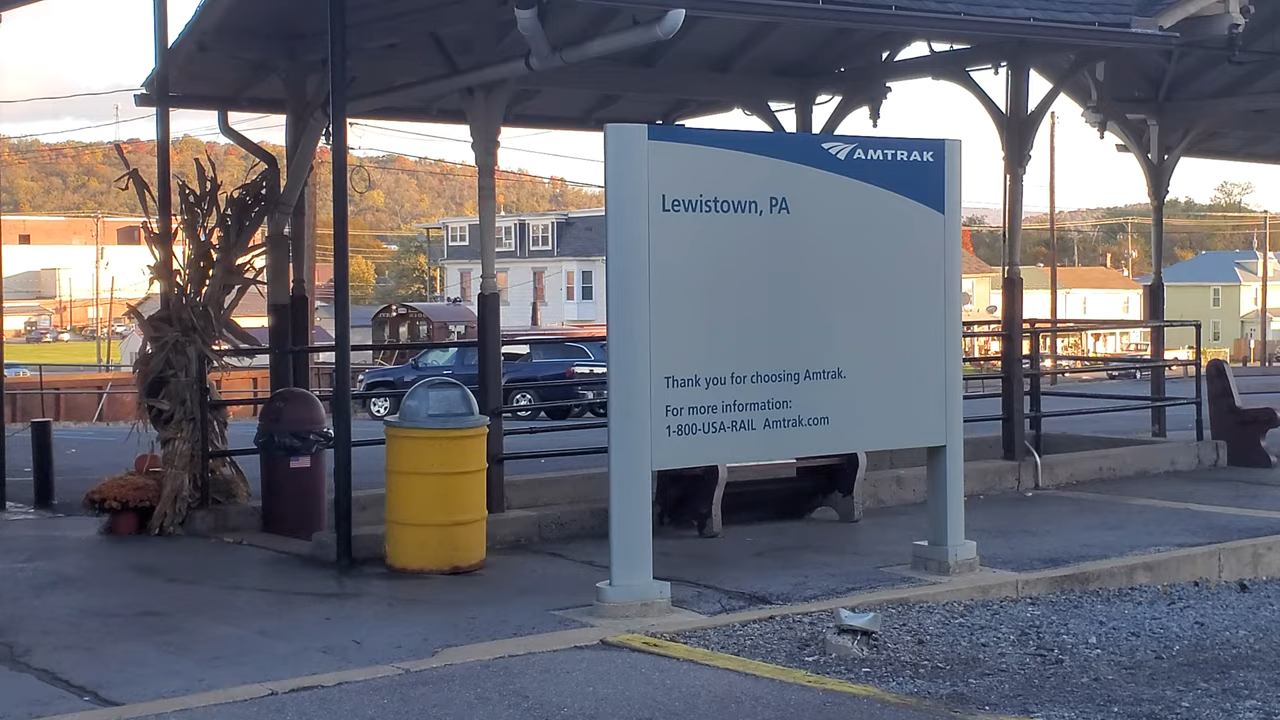 AMTRAK
Lewistown, PA
Thank you for choosing Amtrak.
For more information:
1-800-USA-RAIL Amtrak.com